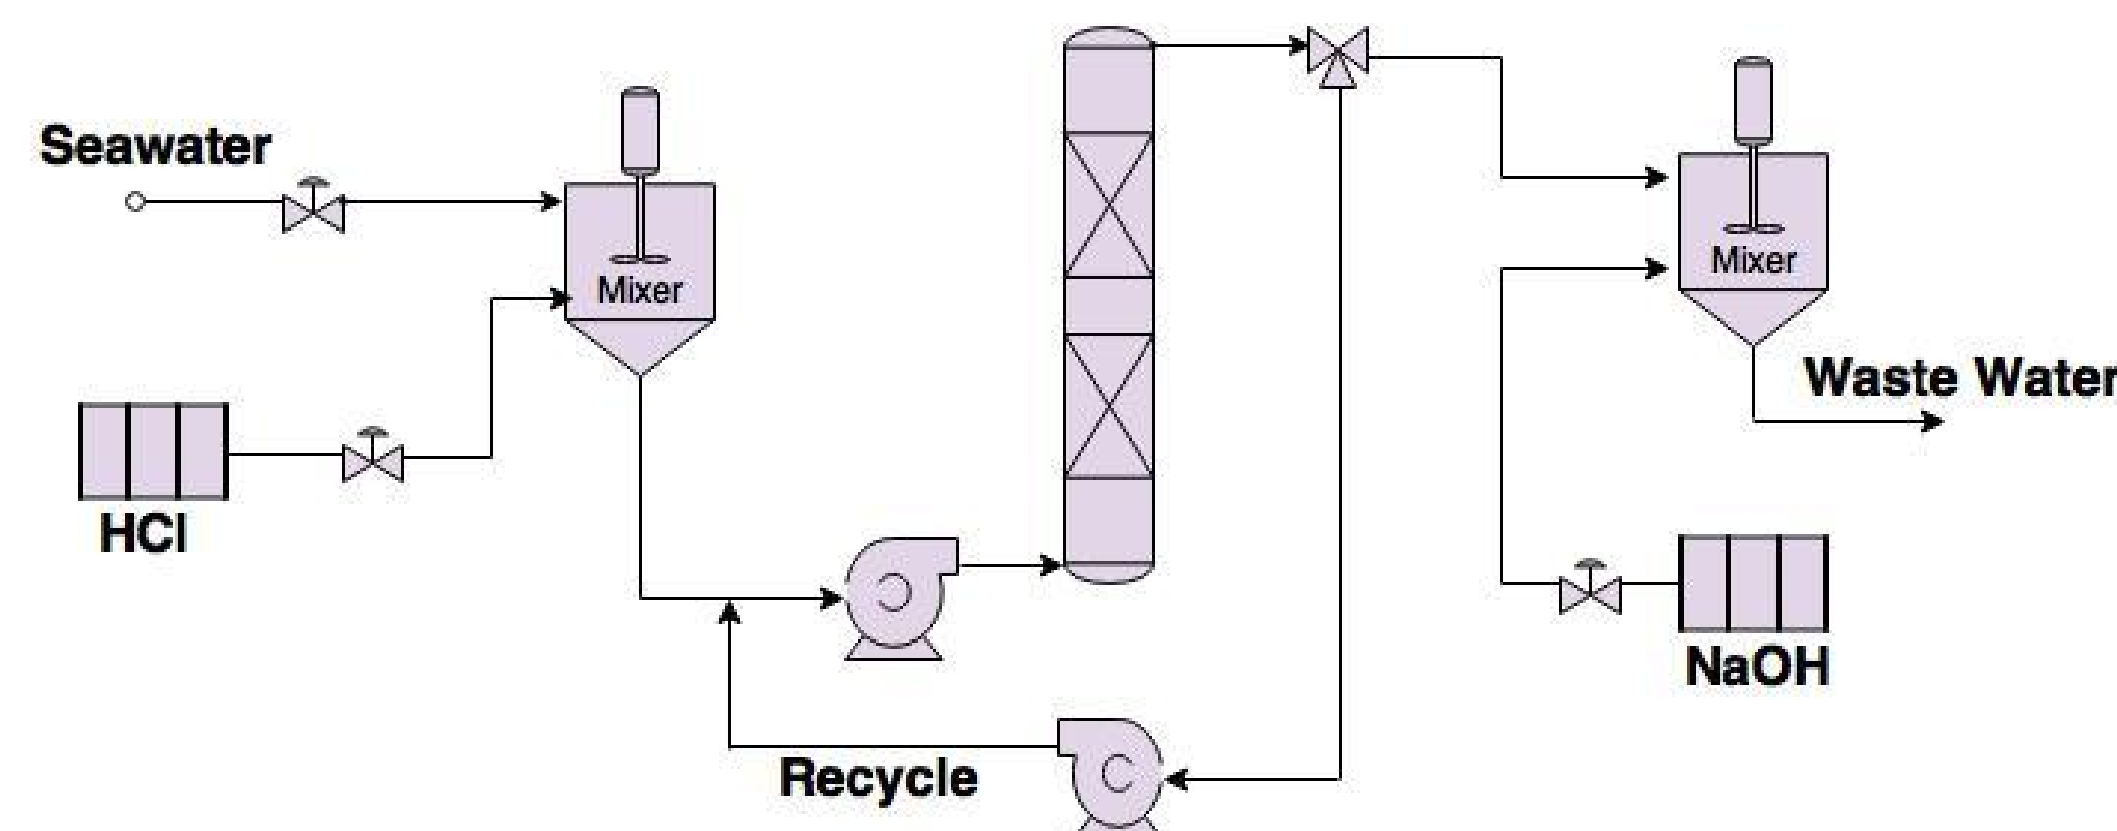 Seawater
Mixer
HCl
Recycle
Mixer
Waste Water
NaOH